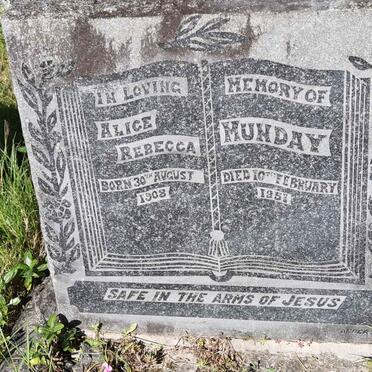 IN LOVING MEMORY OF
ALICE REBECCA MUNDAY
BORN 30TH AUGUST 1908
DIED 10TH FEBRUARY 1951
SAFE IN THE ARMS OF JESUS